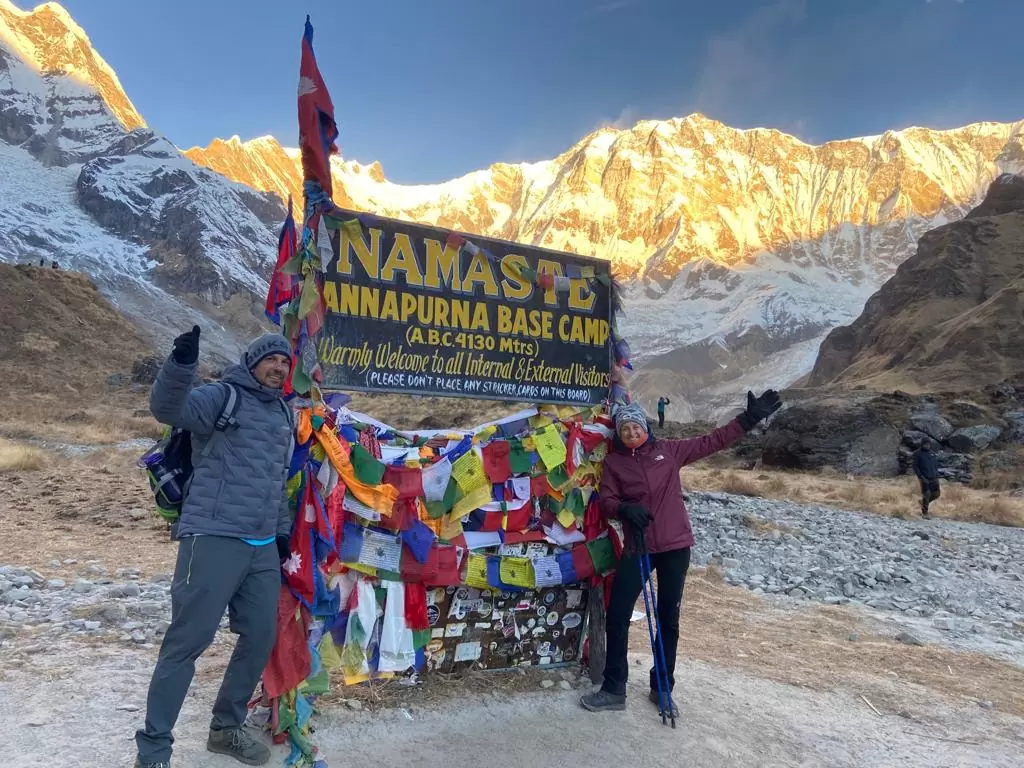 NAMASTE
ANNAPURNA BASE CAMP
(A.B.C.4130 Mtrs)
Warmly Welcome to all Internal & External Visitors
(PLEASE DON'T PLACE ANY STRICKER, CARDS ON THIS BOARD)